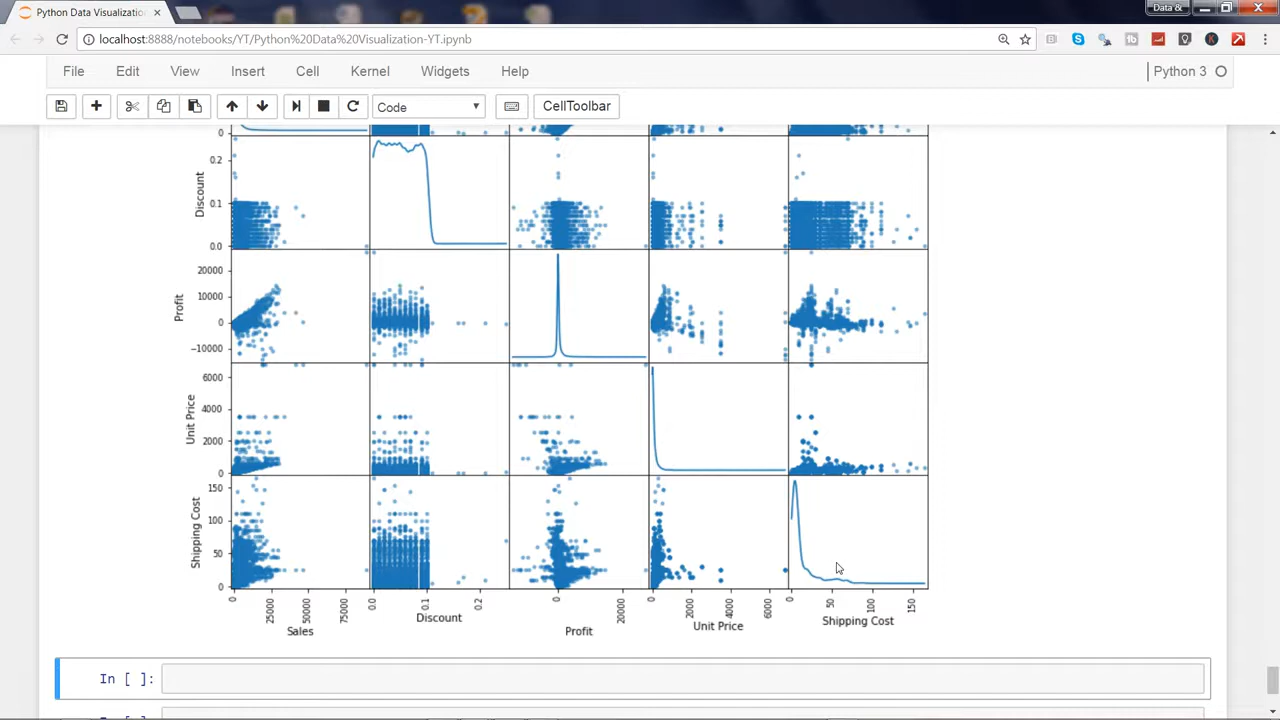 Python Data Visualizatio
Data &
localhost:8888/notebooks/YT/Python%20Data%20Visualization-YT.ipynb
File Edit View Insert Cell Kernel Widgets Help
Python 3
Code
CellToolbar
0
0.2
0.1
0.0
Discount
20000
10000
0
−10000
Profit
6000
4000
2000
0
Unit Price
150
100
50
0
Shipping Cost
0 25000 50000 75000
0.0 0.1 0.2
0 20000
0 2000 4000 6000
0 50 100 150
Sales
Discount
Profit
Unit Price
Shipping Cost
In [ ]: